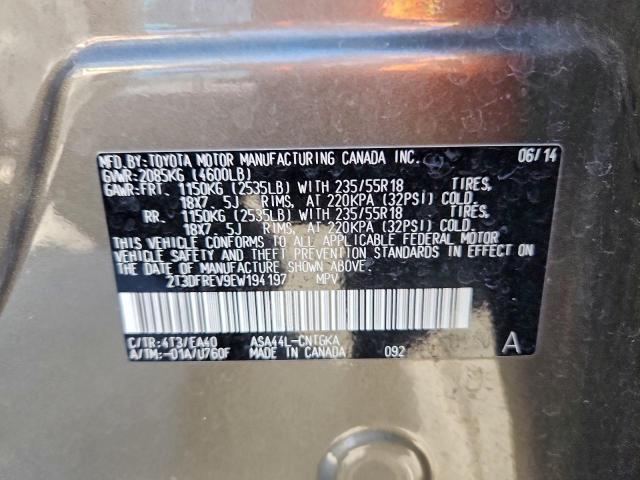 MFD.BY:TOYOTA MOTOR MANUFACTURING CANADA INC. 06/14
GVWR:2085KG (4600LB)
GAWR:FRT. 1150KG (2535LB) WITH 235/55R18 TIRES,
18X7. 5J RIMS, AT 220KPA (32PSI) COLD.
RR. 1150KG (2535LB) WITH 235/55R18 TIRES,
18X7. 5J RIMS, AT 220KPA (32PSI) COLD.
THIS VEHICLE CONFORMS TO ALL APPLICABLE FEDERAL MOTOR
VEHICLE SAFETY AND THEFT PREVENTION STANDARDS IN EFFECT ON
THE DATE OF MANUFACTURE SHOWN ABOVE.
2T3DFREV9EW194197 MPV
C/TR:4T3/EA40 ASA44L-CNTGKA
A/TM:-01A/U760F MADE IN CANADA 092 A